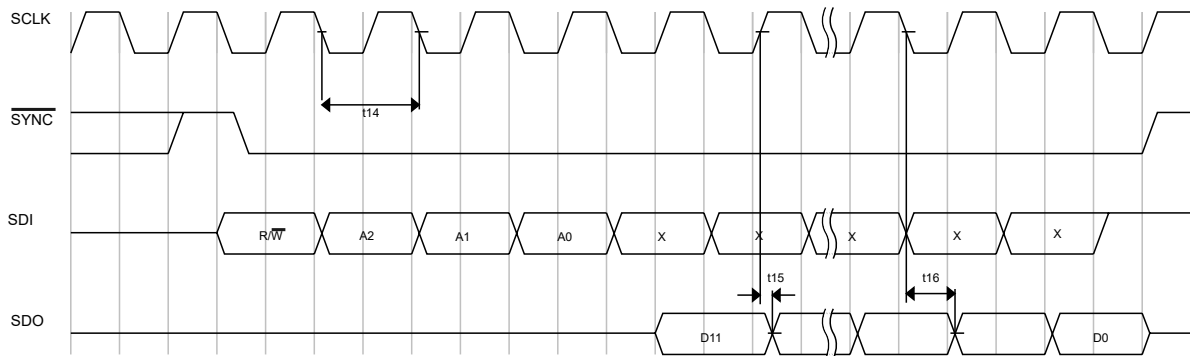 SCLK
t14
SYNC
SDI
R/W
A2
A1
A0
X
X
X
X
X
t15
t16
SDO
D11
D0